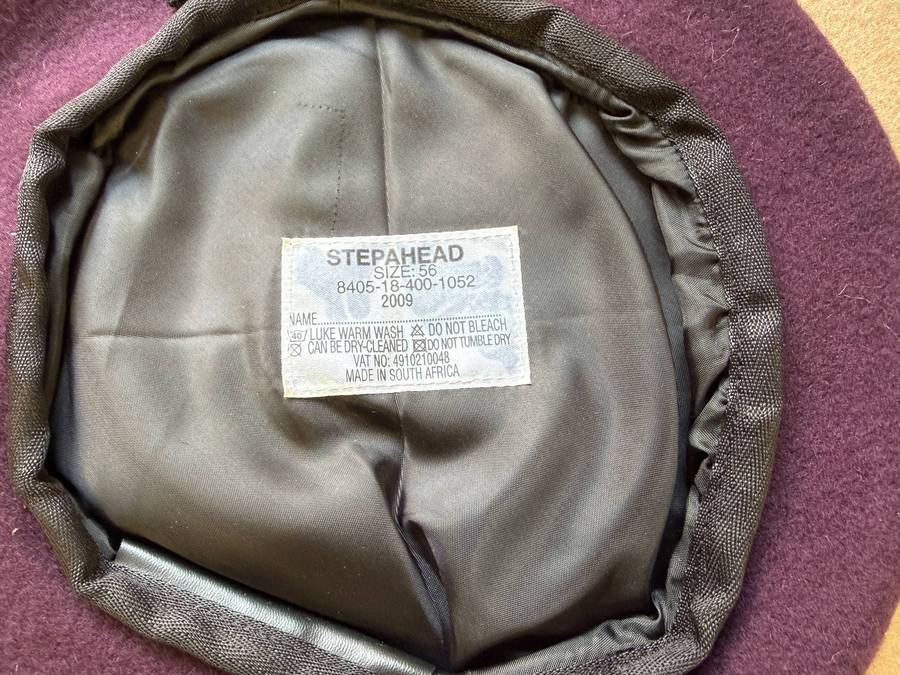 STEPAHEAD
SIZE: 56
8405-18-400-1052
2009
NAME
40 / LUKE WARM WASH DO NOT BLEACH
CAN BE DRY-CLEANED DO NOT TUMBLE DRY
VAT NO: 4910210048
MADE IN SOUTH AFRICA